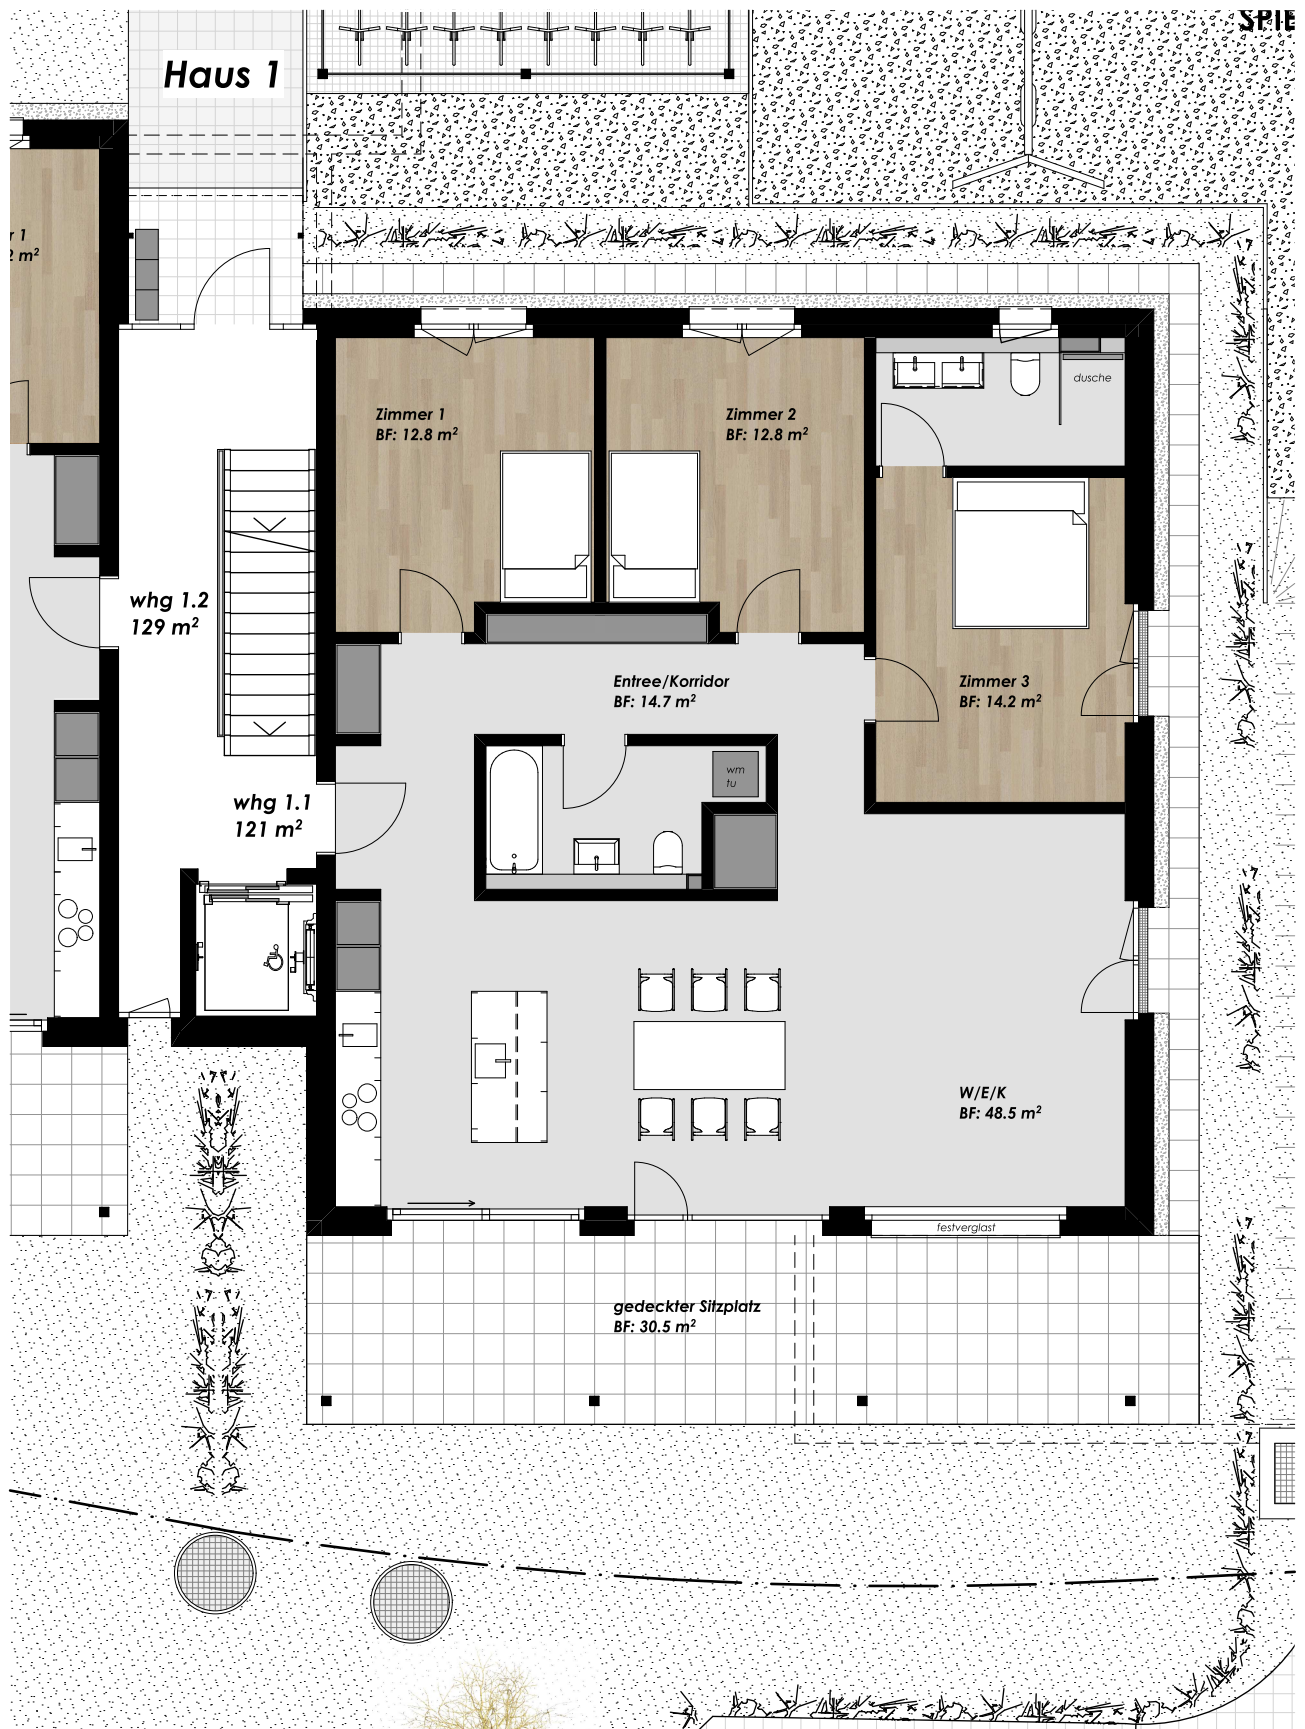 SPIE
Haus 1
r 1
2 m²
dusche
Zimmer 1
BF: 12.8 m²
Zimmer 2
BF: 12.8 m²
whg 1.2
129 m²
Entree/Korridor
BF: 14.7 m²
Zimmer 3
BF: 14.2 m²
wm
tu
whg 1.1
121 m²
W/E/K
BF: 48.5 m²
festverglast
gedeckter Sitzplatz
BF: 30.5 m²